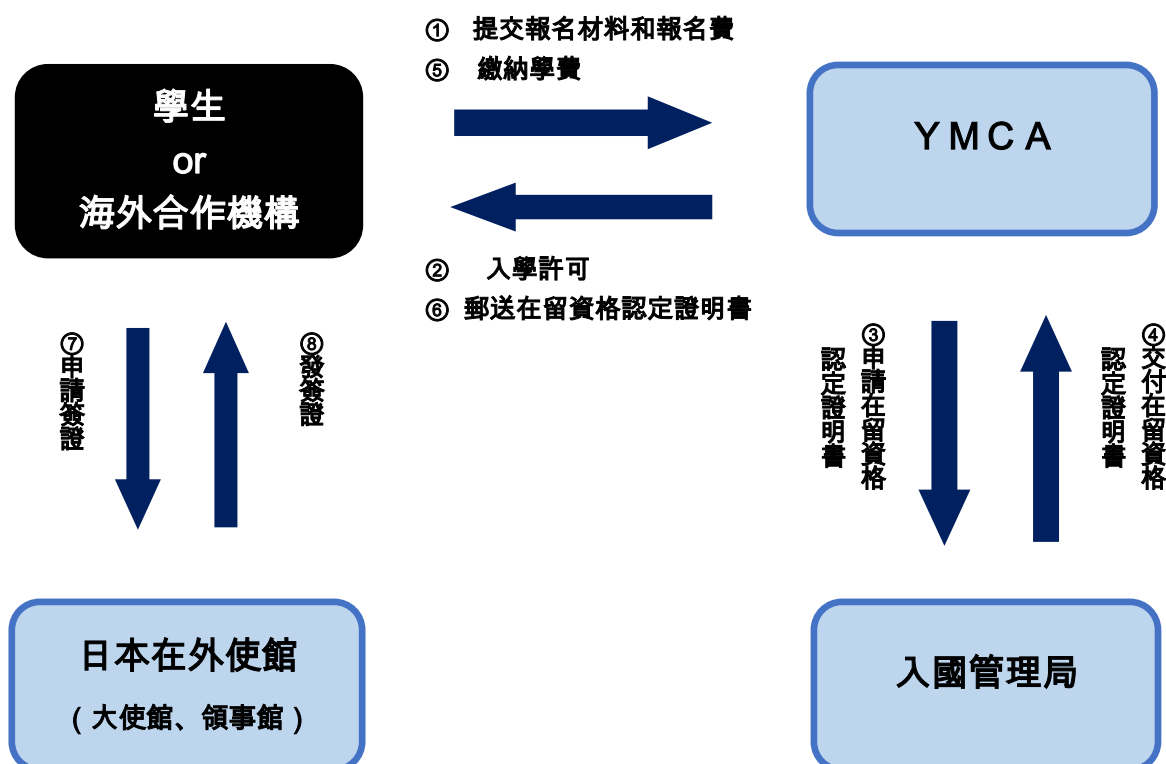 ① 提交報名材料和報名費
⑤ 繳納學費
學生
or
海外合作機構
ＹＭＣＡ
② 入學許可
⑥ 郵送在留資格認定證明書
⑦申請簽證
⑧發簽證
③申請在留資格
認定證明書
④交付在留資格
認定證明書
日本在外使館
（大使館、領事館）
入國管理局